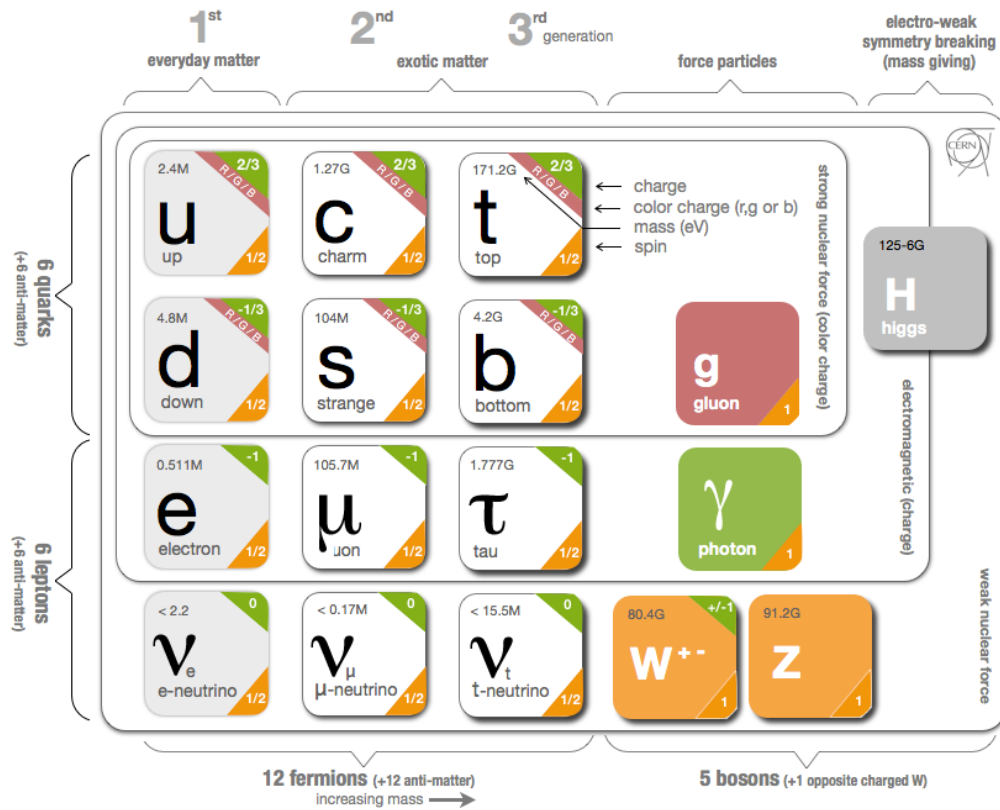 1st
2nd
3rd generation
everyday matter
exotic matter
force particles
electro-weak
symmetry breaking
(mass giving)
6 quarks
(+6 anti-matter)
6 leptons
(+6 anti-matter)
2.4M
2/3
R/G/B
u
up
1/2
1.27G
2/3
R/G/B
c
charm
1/2
171.2G
2/3
R/G/B
t
top
1/2
charge
color charge (r,g or b)
mass (eV)
spin
strong nuclear force (color charge)
CERN
125-6G
H
higgs
4.8M
-1/3
R/G/B
d
down
1/2
104M
-1/3
R/G/B
s
strange
1/2
4.2G
-1/3
R/G/B
b
bottom
1/2
g
gluon
1
electromagnetic (charge)
0.511M
-1
e
electron
1/2
105.7M
-1
μ
uon
1/2
1.777G
-1
τ
tau
1/2
γ
photon
1
weak nuclear force
< 2.2
0
νe
e-neutrino
1/2
< 0.17M
0
νμ
μ-neutrino
1/2
< 15.5M
0
νt
t-neutrino
1/2
80.4G
+/-1
W+-
1
91.2G
Z
1
12 fermions (+12 anti-matter)
increasing mass
5 bosons (+1 opposite charged W)